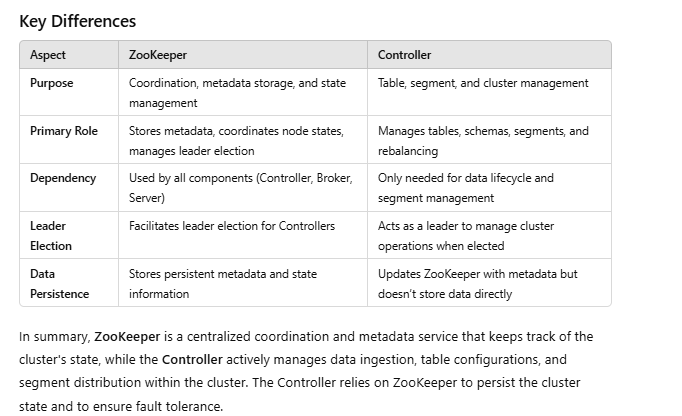 Key Differences
Aspect ZooKeeper Controller
Purpose Coordination, metadata storage, and state Table, segment, and cluster management
management
Primary Role Stores metadata, coordinates node states, Manages tables, schemas, segments, and
manages leader election rebalancing
Dependency Used by all components (Controller, Broker, Only needed for data lifecycle and
Server) segment management
Leader Facilitates leader election for Controllers Acts as a leader to manage cluster
Election operations when elected
Data Stores persistent metadata and state Updates ZooKeeper with metadata but
Persistence information doesn't store data directly
In summary, ZooKeeper is a centralized coordination and metadata service that keeps track of the
cluster's state, while the Controller actively manages data ingestion, table configurations, and
segment distribution within the cluster. The Controller relies on ZooKeeper to persist the cluster
state and to ensure fault tolerance.